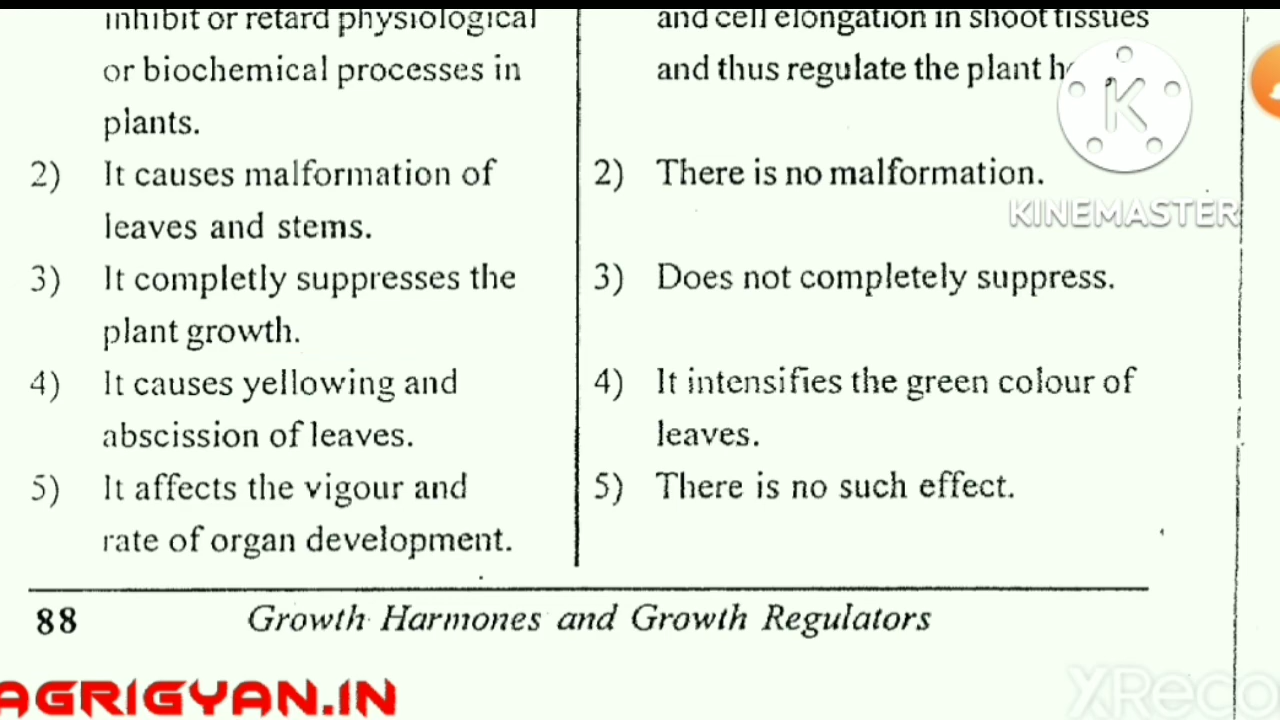 inhibit or retard physiological
or biochemical processes in
plants.
2) It causes malformation of
leaves and stems.
3) It completly suppresses the
plant growth.
4) It causes yellowing and
abscission of leaves.
5) It affects the vigour and
rate of organ development.
and cell elongation in shoot tissues
and thus regulate the plant
2) There is no malformation.
3) Does not completely suppress.
4) It intensifies the green colour of
leaves.
5) There is no such effect.
K
KINEMASTER
88 Growth Harmones and Growth Regulators
AGRIGYAN.IN
XReco